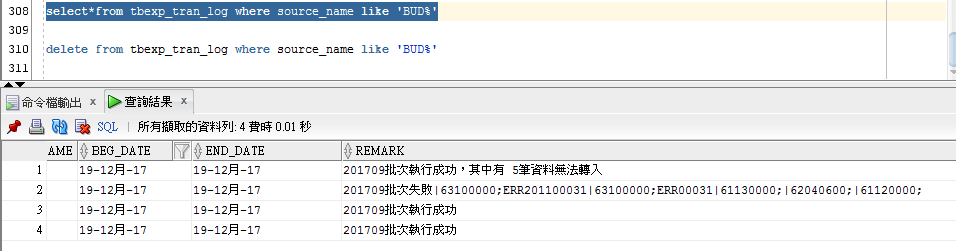 308 select*from tbexp_tran_log where source_name like 'BUD%'
309
310 delete from tbexp_tran_log where source_name like 'BUD%'
311
命令檔輸出 × 查詢結果 ×
SQL | 所有擷取的資料列: 4 費時 0.01 秒
AME BEG_DATE END_DATE REMARK
1 19-12月-17 19-12月-17 201709批次執行成功，其中有 5筆資料無法轉入
2 19-12月-17 19-12月-17 201709批次失敗|63100000;ERR201100031|63100000;ERR00031|61130000;|62040600;|61120000;
3 19-12月-17 19-12月-17 201709批次執行成功
4 19-12月-17 19-12月-17 201709批次執行成功